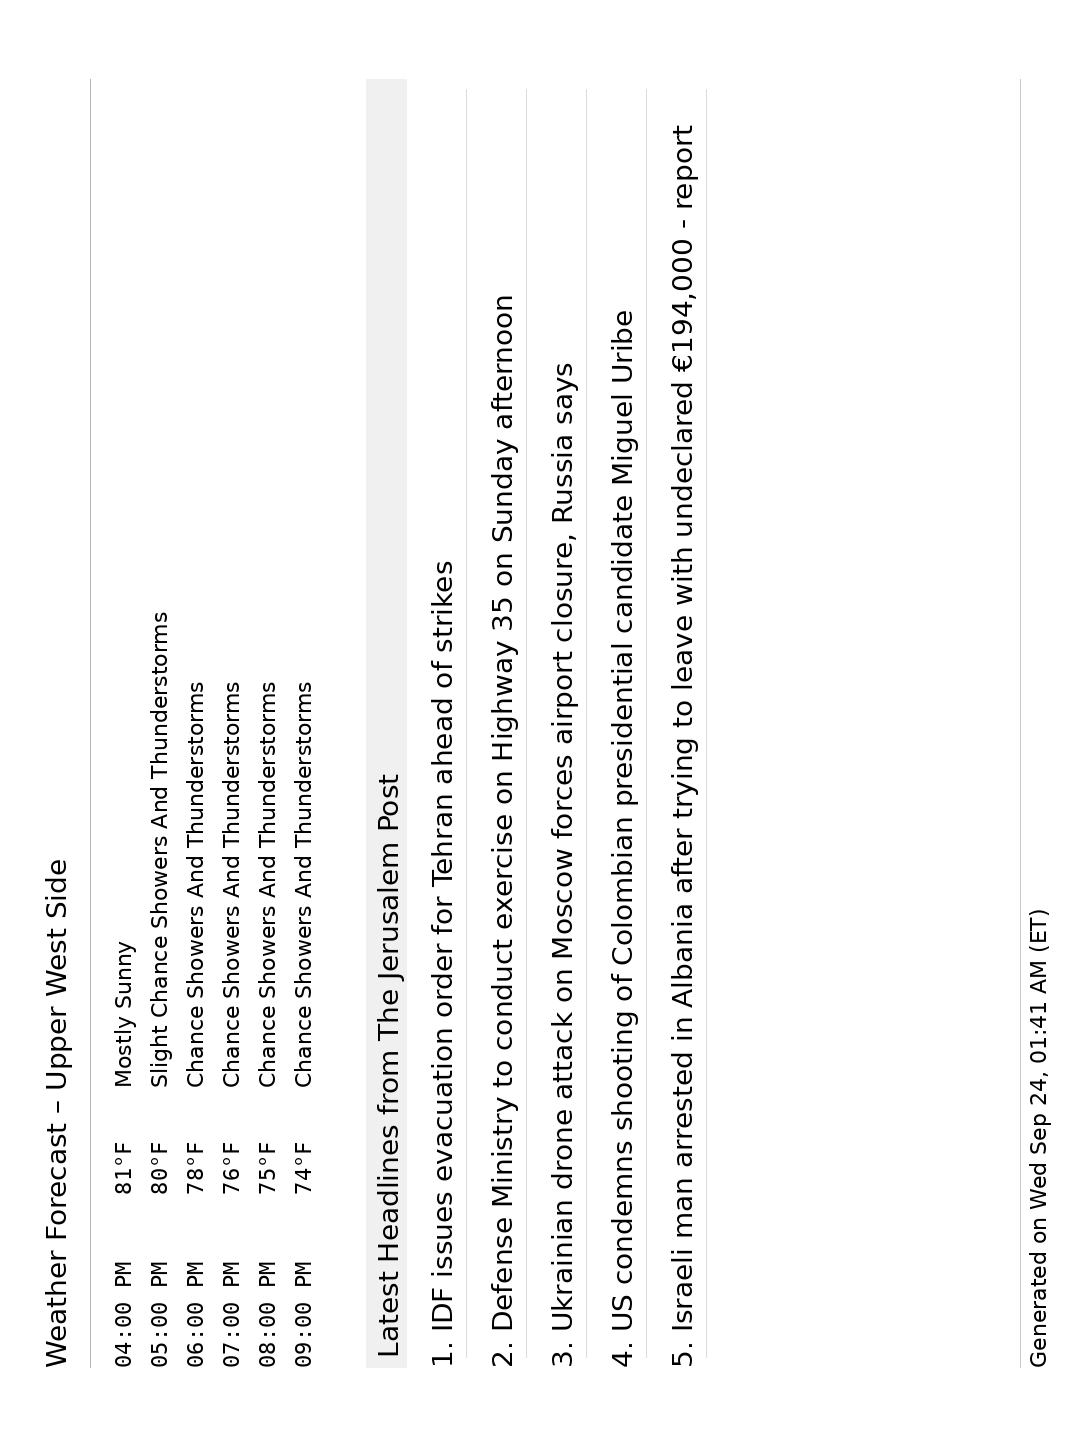 Weather Forecast – Upper West Side
04:00 PM 81°F Mostly Sunny
05:00 PM 80°F Slight Chance Showers And Thunderstorms
06:00 PM 78°F Chance Showers And Thunderstorms
07:00 PM 76°F Chance Showers And Thunderstorms
08:00 PM 75°F Chance Showers And Thunderstorms
09:00 PM 74°F Chance Showers And Thunderstorms
Latest Headlines from The Jerusalem Post
1. IDF issues evacuation order for Tehran ahead of strikes
2. Defense Ministry to conduct exercise on Highway 35 on Sunday afternoon
3. Ukrainian drone attack on Moscow forces airport closure, Russia says
4. US condemns shooting of Colombian presidential candidate Miguel Uribe
5. Israeli man arrested in Albania after trying to leave with undeclared €194,000 - report
Generated on Wed Sep 24, 01:41 AM (ET)